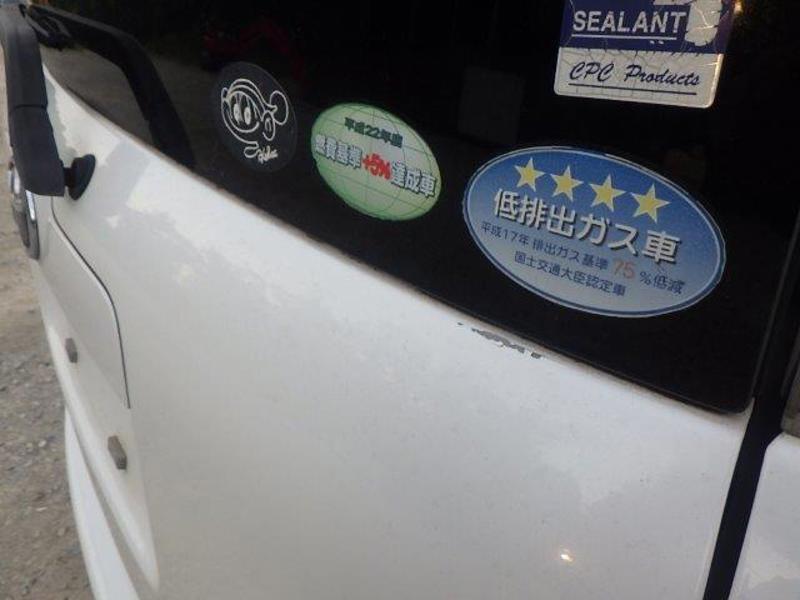 SEALANT
CPC Products
平成22年度
燃費基準+5%達成車
低排出ガス車
平成17年 排出ガス基準 75 %低減
国土交通大臣認定車